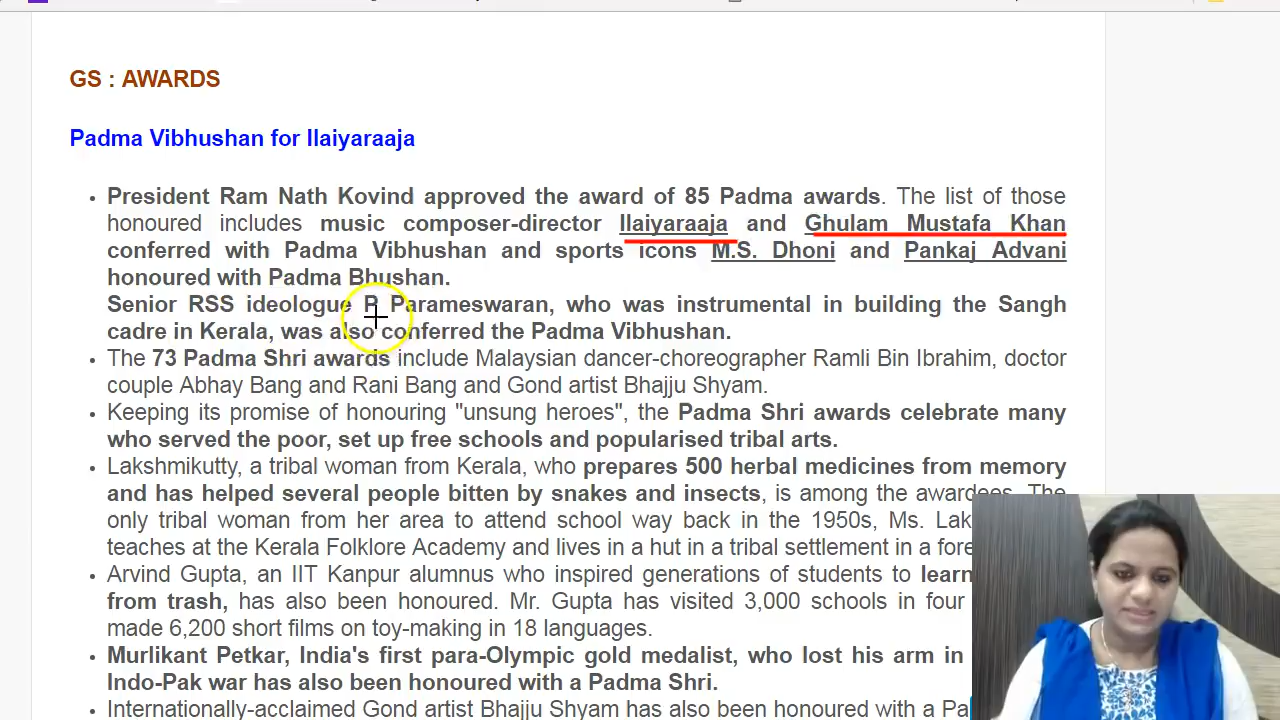 GS : AWARDS
Padma Vibhushan for Ilaiyaraaja
• President Ram Nath Kovind approved the award of 85 Padma awards. The list of those
honoured includes music composer-director Ilaiyaraaja and Ghulam Mustafa Khan
conferred with Padma Vibhushan and sports icons M.S. Dhoni and Pankaj Advani
honoured with Padma Bhushan.
Senior RSS ideologue P Parameswaran, who was instrumental in building the Sangh
cadre in Kerala, was also conferred the Padma Vibhushan.
• The 73 Padma Shri awards include Malaysian dancer-choreographer Ramli Bin Ibrahim, doctor
couple Abhay Bang and Rani Bang and Gond artist Bhajju Shyam.
• Keeping its promise of honouring "unsung heroes", the Padma Shri awards celebrate many
who served the poor, set up free schools and popularised tribal arts.
• Lakshmikutty, a tribal woman from Kerala, who prepares 500 herbal medicines from memory
and has helped several people bitten by snakes and insects, is among the awardees. The
only tribal woman from her area to attend school way back in the 1950s, Ms. Lak
teaches at the Kerala Folklore Academy and lives in a hut in a tribal settlement in a fore
• Arvind Gupta, an IIT Kanpur alumnus who inspired generations of students to learn
from trash, has also been honoured. Mr. Gupta has visited 3,000 schools in four
made 6,200 short films on toy-making in 18 languages.
• Murlikant Petkar, India's first para-Olympic gold medalist, who lost his arm in
Indo-Pak war has also been honoured with a Padma Shri.
• Internationally-acclaimed Gond artist Bhajju Shyam has also been honoured with a Pa